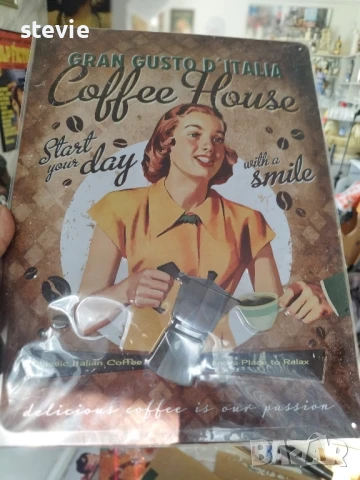 stevie
GRAN GUSTO D'ITALIA
Coffee House
Start your day
with a smile
Italian Coffee
Place to Relax
delicious coffee is our passion
BAZAR